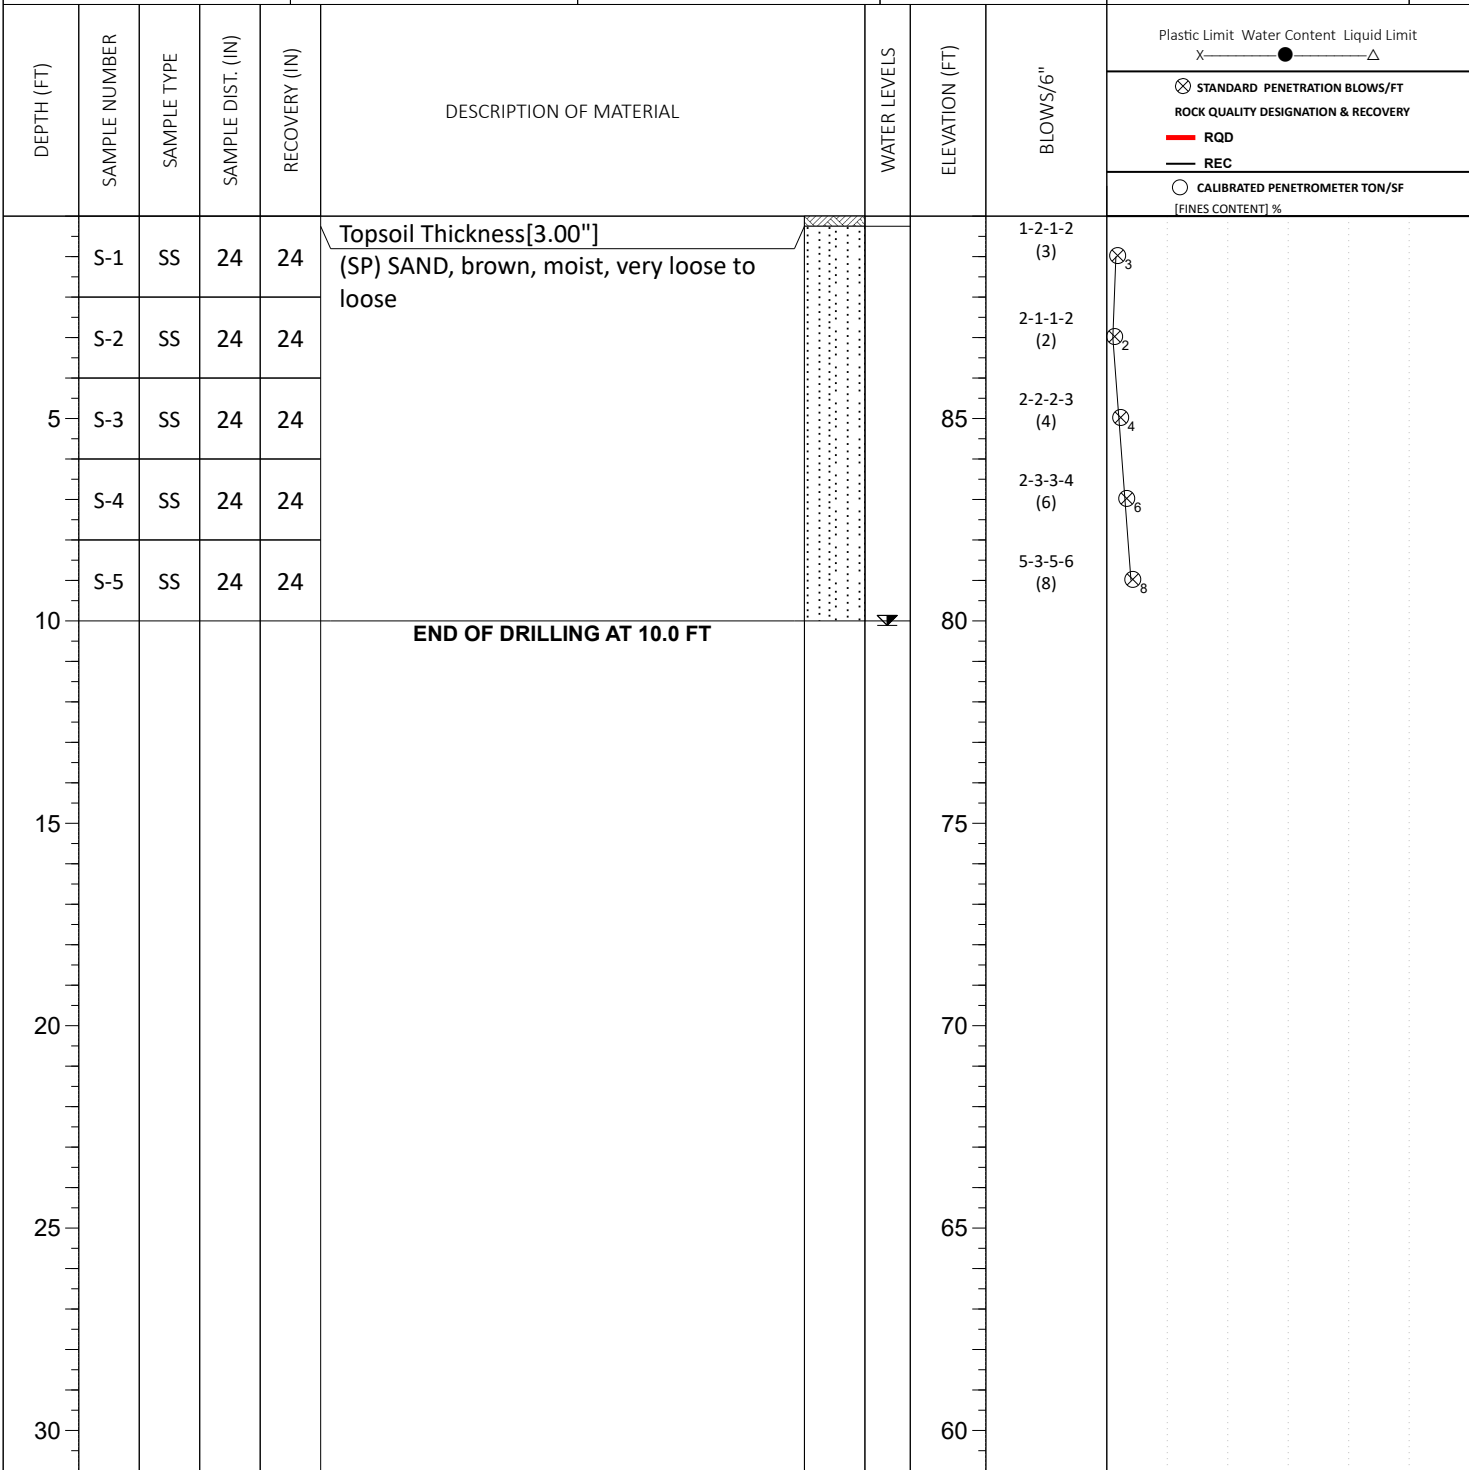 DEPTH (FT)
SAMPLE NUMBER
SAMPLE TYPE
SAMPLE DIST. (IN)
RECOVERY (IN)
DESCRIPTION OF MATERIAL
WATER LEVELS
ELEVATION (FT)
BLOWS/6"
Plastic Limit Water Content Liquid Limit
X
STANDARD PENETRATION BLOWS/FT
ROCK QUALITY DESIGNATION & RECOVERY
RQD
REC
CALIBRATED PENETROMETER TON/SF
[FINES CONTENT] %
Topsoil Thickness[3.00"]
(SP) SAND, brown, moist, very loose to
loose
S-1 SS 24 24
1-2-1-2
(3)
3
S-2 SS 24 24
2-1-1-2
(2)
2
5 S-3 SS 24 24 85
2-2-2-3
(4)
4
S-4 SS 24 24
2-3-3-4
(6)
6
S-5 SS 24 24
5-3-5-6
(8)
8
10 80
END OF DRILLING AT 10.0 FT
15 75
20 70
25 65
30 60